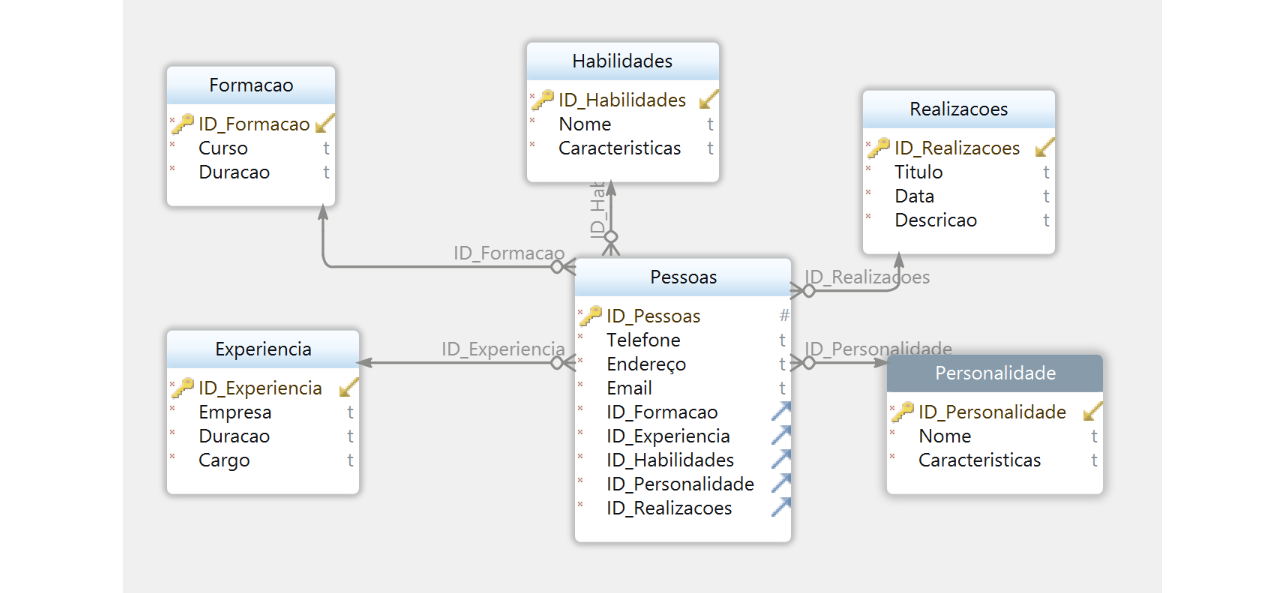 Formacao
ID_Formacao
Curso t
Duracao t
Habilidades
ID_Habilidades
Nome t
Caracteristicas t
Realizacoes
ID_Realizacoes
Titulo t
Data t
Descricao t
ID_Hab
ID_Formacao
ID_Realizacoes
ID_Experiencia
ID_Personalidade
Pessoas
ID_Pessoas #
Telefone t
Endereço t
Email t
ID_Formacao
ID_Experiencia
ID_Habilidades
ID_Personalidade
ID_Realizacoes
Experiencia
ID_Experiencia
Empresa t
Duracao t
Cargo t
Personalidade
ID_Personalidade
Nome t
Caracteristicas t